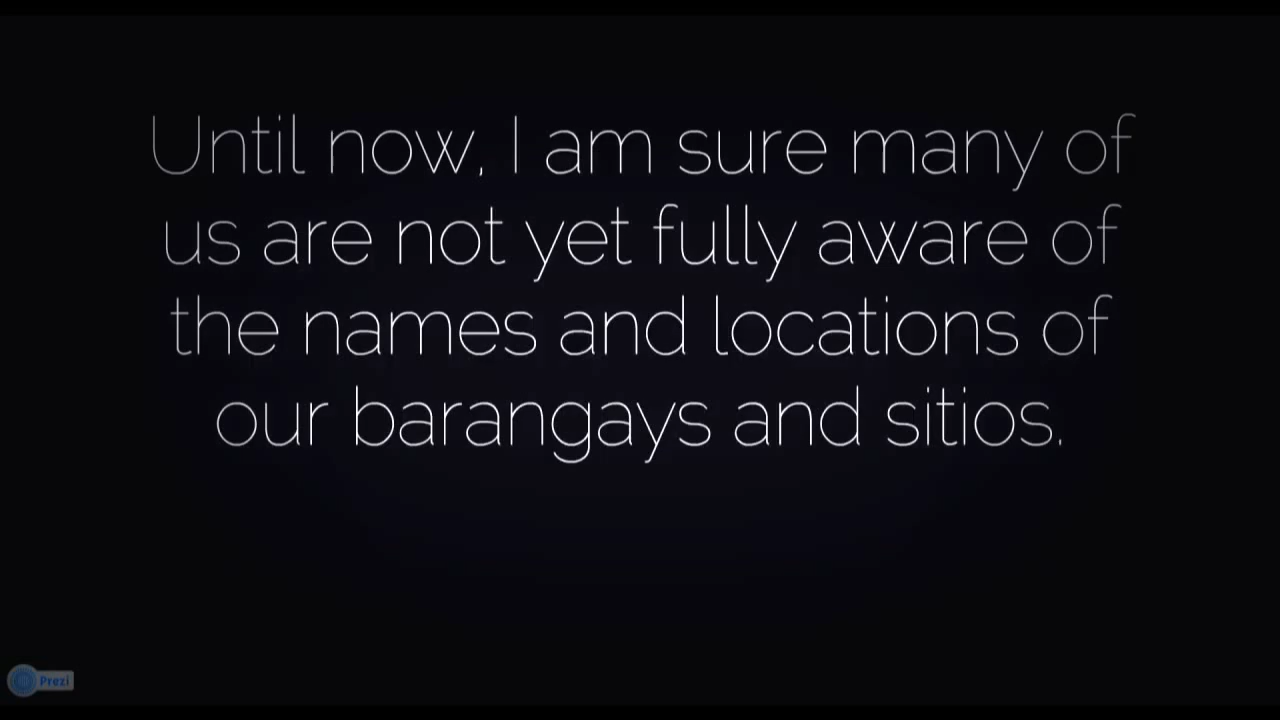 Until now, I am sure many of
us are not yet fully aware of
the names and locations of
our barangays and sitios.
Prezi